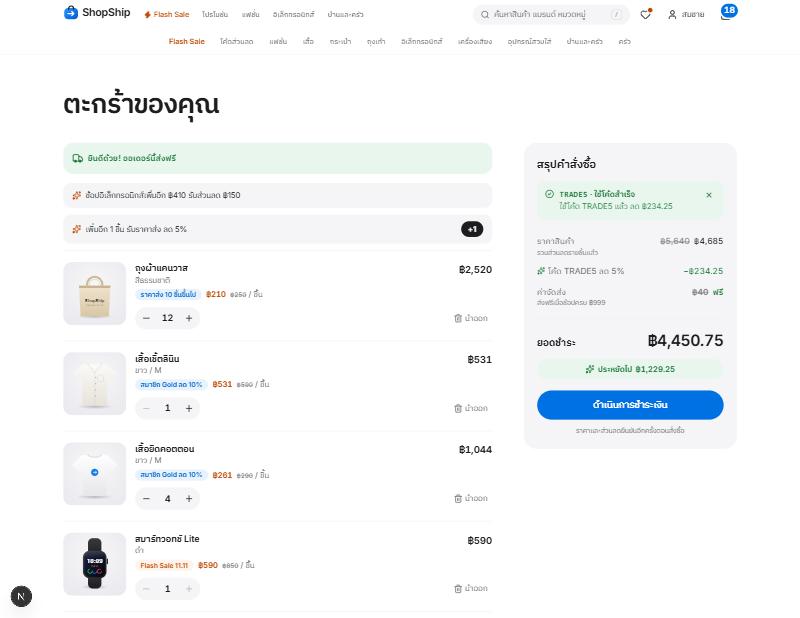 ShopShip
Flash Sale
โปรโมชัน
แฟชั่น
อิเล็กทรอนิกส์
บ้านและครัว
ค้นหาสินค้า แบรนด์ หมวดหมู่
/
สมชาย
18
Flash Sale
โค้ดส่วนลด
แฟชั่น
เสื้อ
กระเป๋า
ถุงเท้า
อิเล็กทรอนิกส์
เครื่องเสียง
อุปกรณ์สวมใส่
บ้านและครัว
ครัว
ตะกร้าของคุณ
ยินดีด้วย! ออเดอร์นี้ส่งฟรี
ช้อปอิเล็กทรอนิกส์เพิ่มอีก ฿410 รับส่วนลด ฿150
เพิ่มอีก 1 ชิ้น รับราคาส่ง ลด 5%
+1
ถุงผ้าแคนวาส
฿2,520
สีธรรมชาติ
ราคาส่ง 10 ชิ้นขึ้นไป ฿210 ฿250 / ชิ้น
ShopShip
− 12 +
นำออก
เสื้อเชิ้ตลินิน
฿531
ขาว / M
สมาชิก Gold ลด 10% ฿531 ฿590 / ชิ้น
− 1 +
นำออก
เสื้อยืดคอตตอน
฿1,044
ขาว / M
สมาชิก Gold ลด 10% ฿261 ฿290 / ชิ้น
− 4 +
นำออก
สมาร์ทวอทช์ Lite
฿590
ดำ
Flash Sale 11.11 ฿590 ฿850 / ชิ้น
10:09
− 1 +
นำออก
N
สรุปคำสั่งซื้อ
TRADE5 · ใช้โค้ดสำเร็จ
ใช้โค้ด TRADE5 แล้ว ลด ฿234.25
ราคาสินค้า
฿5,640 ฿4,685
รวมส่วนลดรายชิ้นแล้ว
โค้ด TRADE5 ลด 5%
−฿234.25
ค่าจัดส่ง
฿40 ฟรี
ส่งฟรีเมื่อช้อปครบ ฿999
ยอดชำระ
฿4,450.75
ประหยัดไป ฿1,229.25
ดำเนินการชำระเงิน
ราคาและส่วนลดยืนยันอีกครั้งตอนสั่งซื้อ